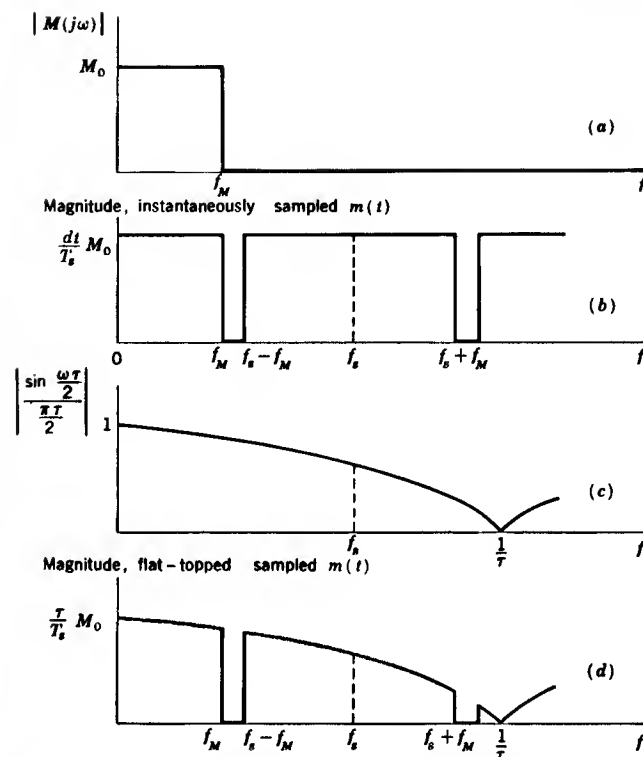 |M(jω)|
M₀
(a)
f_M
f
Magnitude, instantaneously sampled m(t)
dt/T_s M₀
(b)
0
f_M
f_s − f_M
f_s
f_s + f_M
f
|sin ωτ/2 / πτ/2|
1
(c)
f_s
1/τ
f
Magnitude, flat-topped sampled m(t)
τ/T_s M₀
(d)
f_M
f_s − f_M
f_s
f_s + f_M
1/τ
f